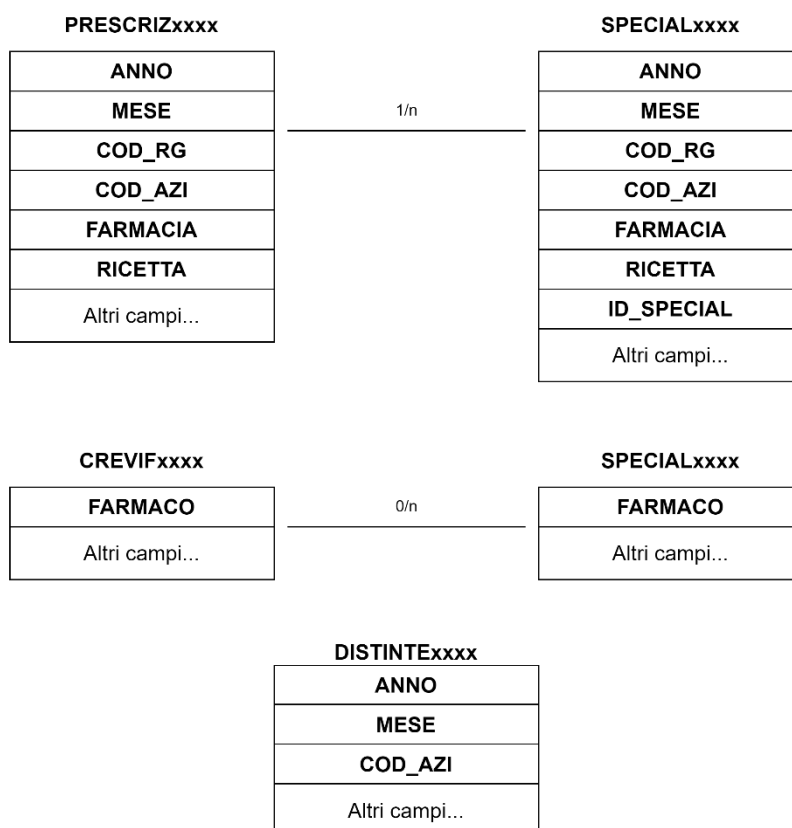 PRESCRIZxxxx
ANNO
MESE
COD_RG
COD_AZI
FARMACIA
RICETTA
Altri campi...
1/n
SPECIALxxxx
ANNO
MESE
COD_RG
COD_AZI
FARMACIA
RICETTA
ID_SPECIAL
Altri campi...
CREVIFxxxx
FARMACO
Altri campi...
0/n
SPECIALxxxx
FARMACO
Altri campi...
DISTINTExxxx
ANNO
MESE
COD_AZI
Altri campi...